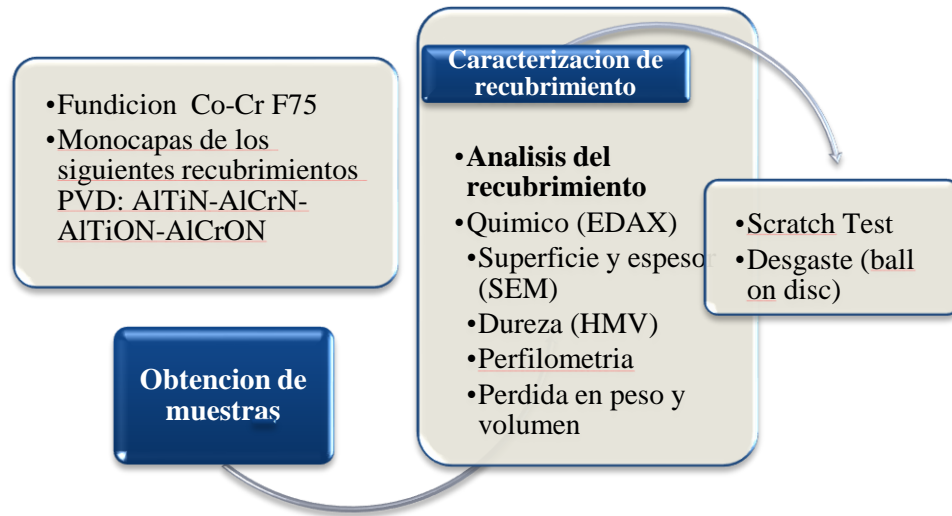 •Fundicion Co-Cr F75
•Monocapas de los
siguientes recubrimientos
PVD: AlTiN-AlCrN-
AlTiON-AlCrON
Obtencion de
muestras
Caracterizacion de
recubrimiento
•Analisis del
recubrimiento
•Quimico (EDAX)
•Superficie y espesor
(SEM)
•Dureza (HMV)
•Perfilometria
•Perdida en peso y
volumen
•Scratch Test
•Desgaste (ball
on disc)